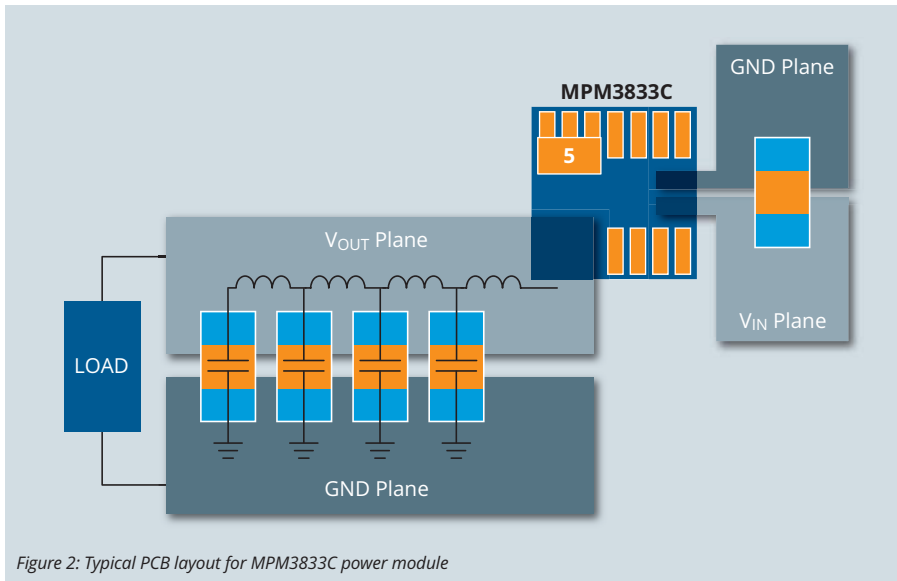 GND Plane
MPM3833C
5
VOUT Plane
VIN Plane
LOAD
GND Plane
Figure 2: Typical PCB layout for MPM3833C power module